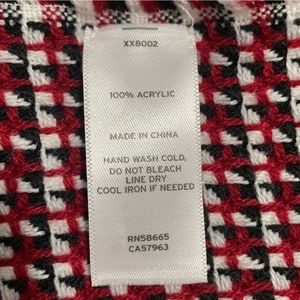 XX8002
100% ACRYLIC
MADE IN CHINA
HAND WASH COLD,
DO NOT BLEACH
LINE DRY
COOL IRON IF NEEDED
RN58665
CA57963